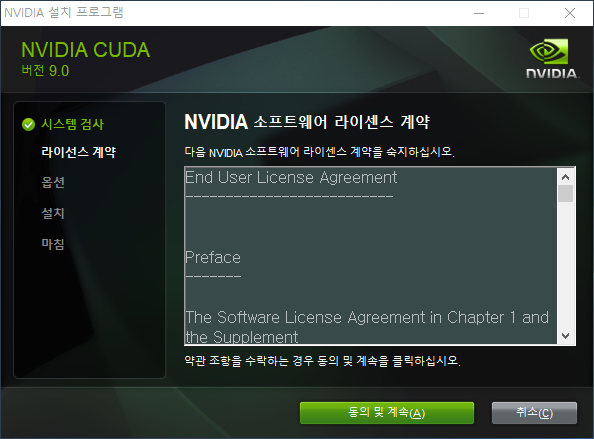 NVIDIA 설치 프로그램
NVIDIA CUDA
버전 9.0
NVIDIA.
시스템 검사
라이선스 계약
옵션
설치
마침
NVIDIA 소프트웨어 라이센스 계약
다음 NVIDIA 소프트웨어 라이센스 계약을 숙지하십시오.
End User License Agreement
--------------------------
Preface
-------
The Software License Agreement in Chapter 1 and
the Supplement
약관 조항을 수락하는 경우 동의 및 계속을 클릭하십시오.
동의 및 계속(A)
취소(C)